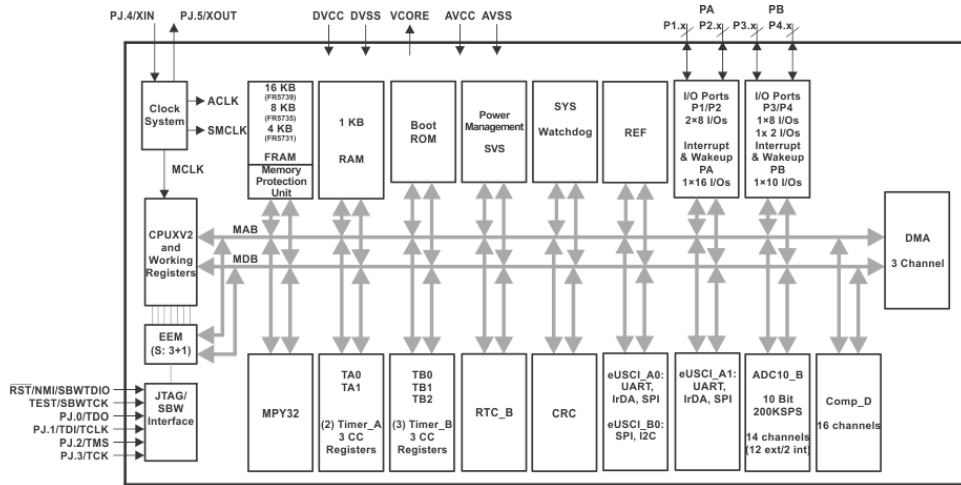 PJ.4/XIN PJ.5/XOUT DVCC DVSS VCORE AVCC AVSS PA PB
P1.x P2.x P3.x P4.x
Clock
System
ACLK
SMCLK
MCLK
16 KB
(FR5739)
8 KB
(FR5735)
4 KB
(FR5731)
FRAM
Memory
Protection
Unit
1 KB
RAM
Boot
ROM
Power
Management
SVS
SYS
Watchdog
REF
I/O Ports
P1/P2
2×8 I/Os
Interrupt
& Wakeup
PA
1×16 I/Os
I/O Ports
P3/P4
1×8 I/Os
1x 2 I/Os
Interrupt
& Wakeup
PB
1×10 I/Os
CPUXV2
and
Working
Registers
MAB
MDB
DMA
3 Channel
EEM
(S: 3+1)
RST/NMI/SBWTDIO
TEST/SBWTCK
PJ.0/TDO
PJ.1/TDI/TCLK
PJ.2/TMS
PJ.3/TCK
JTAG/
SBW
Interface
MPY32
TA0
TA1
(2) Timer_A
3 CC
Registers
TB0
TB1
TB2
(3) Timer_B
3 CC
Registers
RTC_B
CRC
eUSCI_A0:
UART,
IrDA, SPI
eUSCI_B0:
SPI, I2C
eUSCI_A1:
UART,
IrDA, SPI
ADC10_B
10 Bit
200KSPS
14 channels
(12 ext/2 int)
Comp_D
16 channels